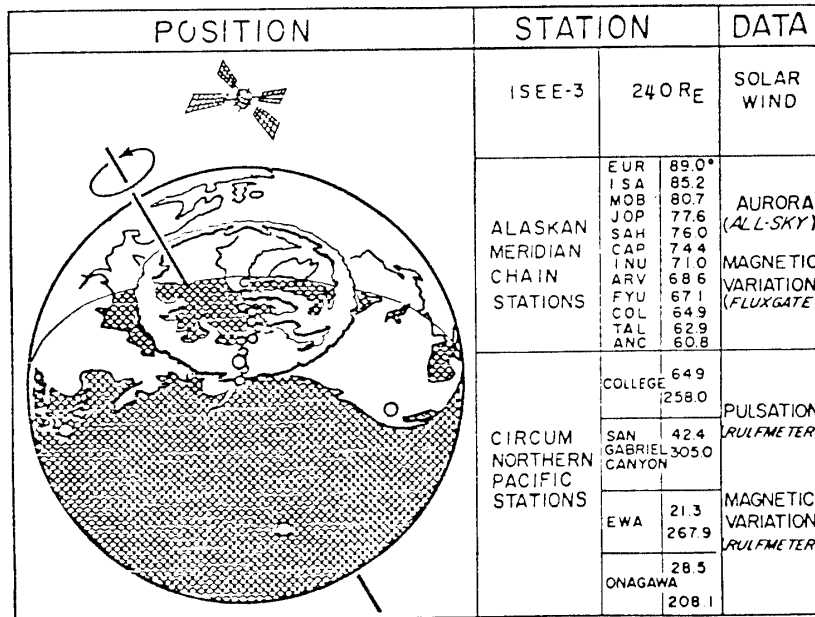 POSITION STATION DATA
ISEE-3 240 RE SOLAR WIND
ALASKAN MERIDIAN CHAIN STATIONS
EUR 89.0°
ISA 85.2
MOB 80.7
JOP 77.6
SAH 76.0
CAP 74.4
INU 71.0
ARV 68.6
FYU 67.1
COL 64.9
TAL 62.9
ANC 60.8
AURORA
(ALL-SKY)
MAGNETIC
VARIATION
(FLUXGATE)
CIRCUM
NORTHERN
PACIFIC
STATIONS
COLLEGE 64.9
258.0
SAN 42.4
GABRIEL 305.0
CANYON
EWA 21.3
267.9
28.5
ONAGAWA
208.1
PULSATION
(RULFMETER
MAGNETIC
VARIATION
(RULFMETER